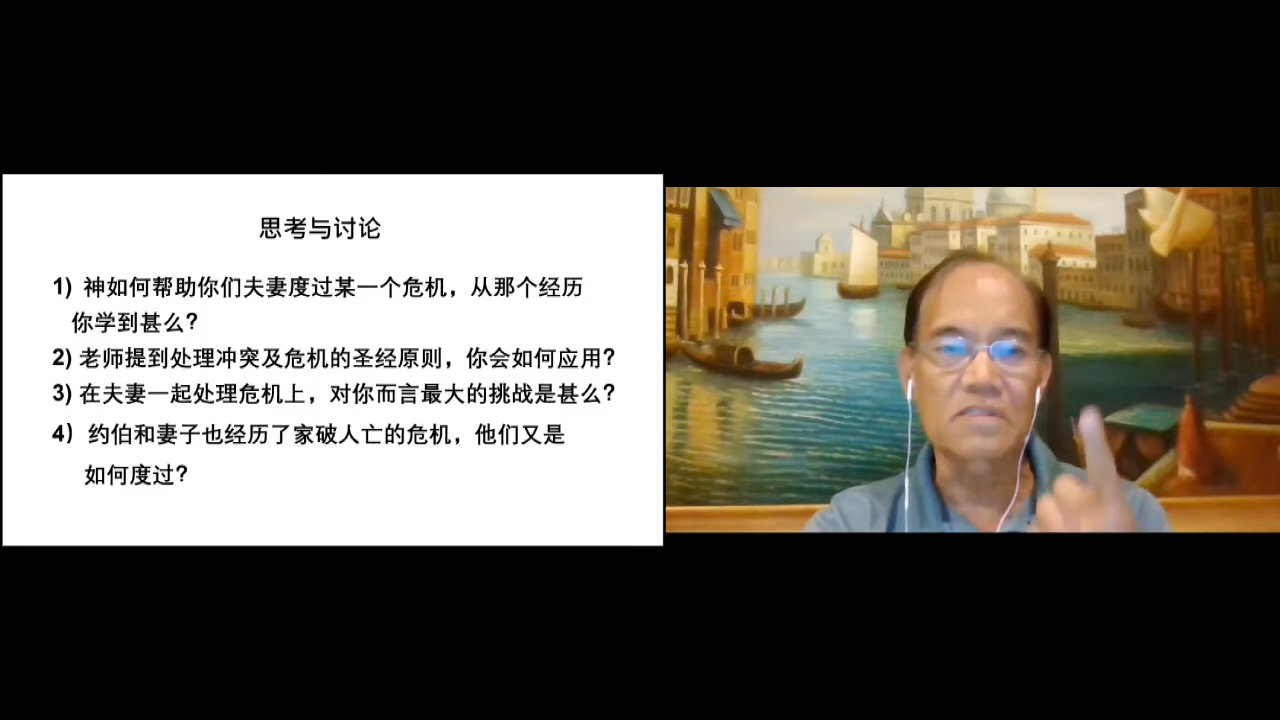 思考与讨论
1) 神如何帮助你们夫妻度过某一个危机，从那个经历
你学到甚么？
2) 老师提到处理冲突及危机的圣经原则，你会如何应用？
3) 在夫妻一起处理危机上，对你而言最大的挑战是甚么？
4）约伯和妻子也经历了家破人亡的危机，他们又是
如何度过？